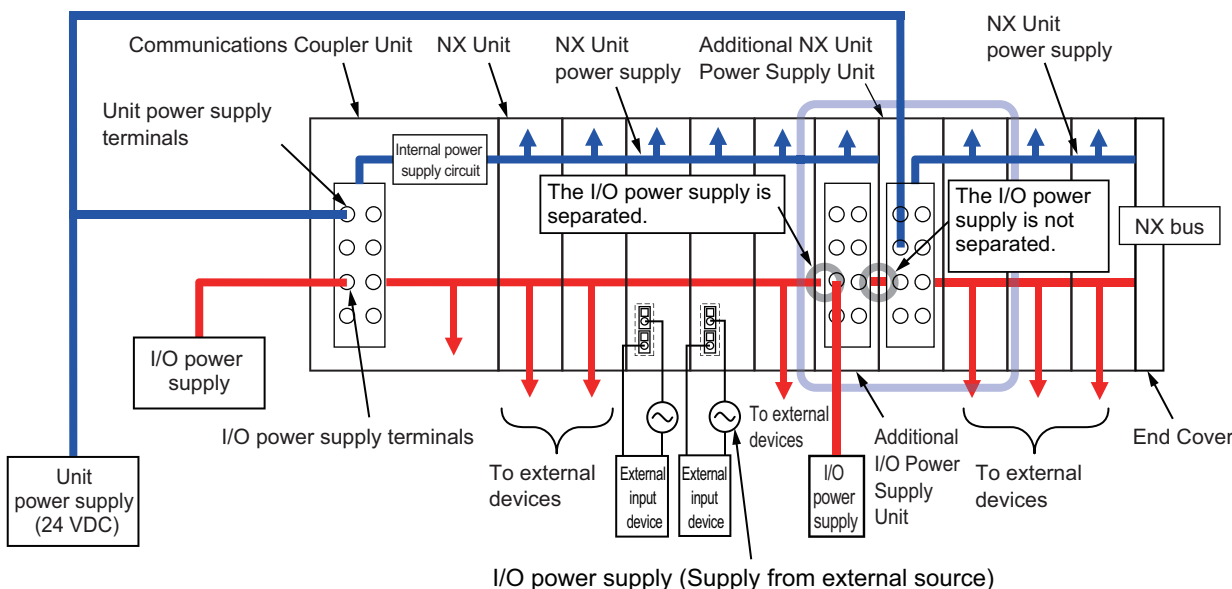 Communications Coupler Unit
NX Unit
NX Unit
power supply
Additional NX Unit
Power Supply Unit
NX Unit
power supply
Unit power supply
terminals
Internal power
supply circuit
The I/O power supply is
separated.
The I/O power
supply is not
separated.
NX bus
I/O power
supply
I/O power supply terminals
To external
devices
To external
devices
Additional
I/O Power
Supply
Unit
To external
devices
End Cover
Unit
power supply
(24 VDC)
External
input
device
External
input
device
I/O
power
supply
I/O power supply (Supply from external source)